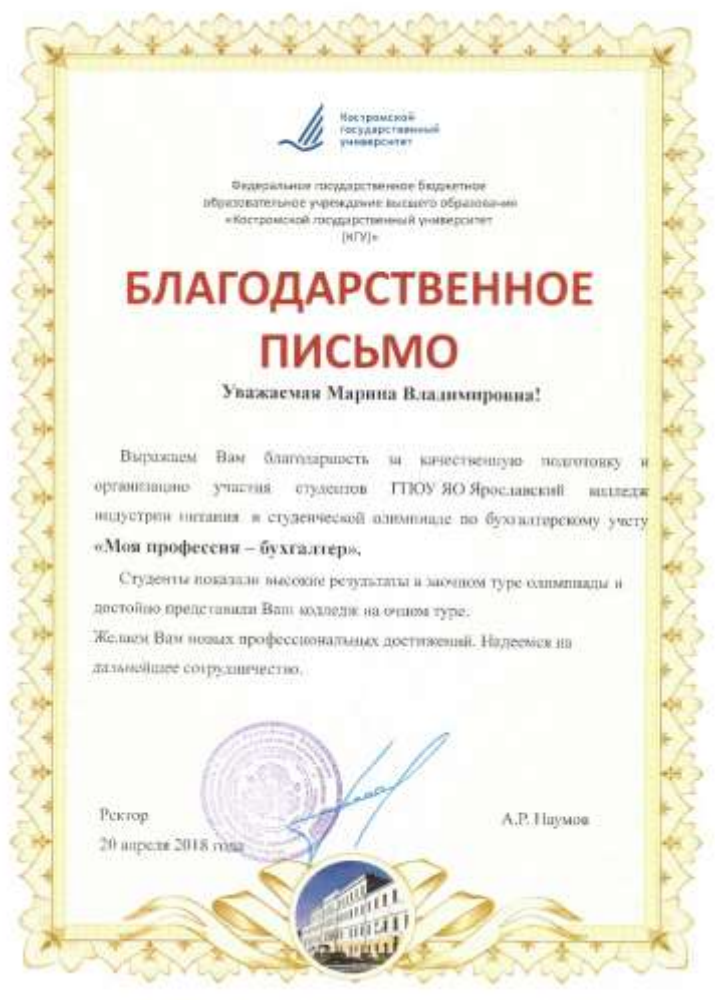 Костромской
государственный
университет
Федеральное государственное бюджетное
образовательное учреждение высшего образования
«Костромской государственный университет
(КГУ)»
БЛАГОДАРСТВЕННОЕ
ПИСЬМО
Уважаемая Марина Владимировна!
Выражаем Вам благодарность за качественную подготовку и
организацию участия студентов ГПОУ ЯО Ярославский колледж
индустрии питания в студенческой олимпиаде по бухгалтерскому учету
«Моя профессия – бухгалтер».
Студенты показали высокие результаты в заочном туре олимпиады и
достойно представили Ваш колледж на очном туре.
Желаем Вам новых профессиональных достижений. Надеемся на
дальнейшее сотрудничество.
Ректор
А.Р. Наумов
20 апреля 2018 года